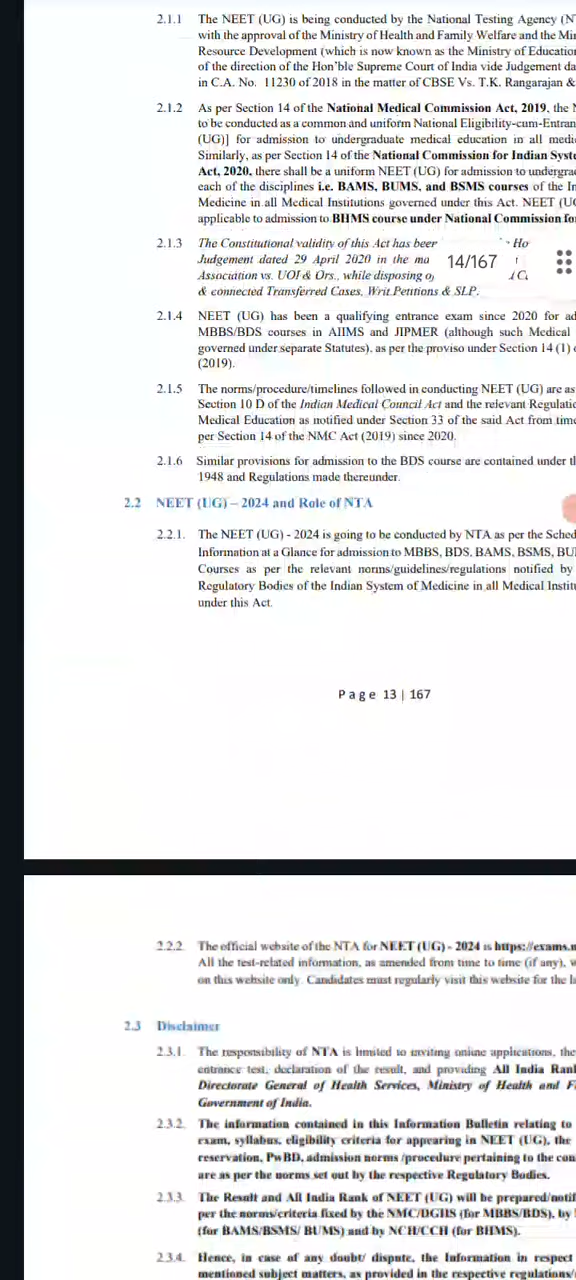 2.1.1 The NEET (UG) is being conducted by the National Testing Agency (N
with the approval of the Ministry of Health and Family Welfare and the Min
Resource Development (which is now known as the Ministry of Education
of the direction of the Hon'ble Supreme Court of India vide Judgement da
in C.A. No. 11230 of 2018 in the matter of CBSE Vs. T.K. Rangarajan &
2.1.2 As per Section 14 of the National Medical Commission Act, 2019, the N
to be conducted as a common and uniform National Eligibility-cum-Entran
(UG)] for admission to undergraduate medical education in all medic
Similarly, as per Section 14 of the National Commission for Indian Syste
Act, 2020, there shall be a uniform NEET (UG) for admission to undergrad
each of the disciplines i.e. BAMS, BUMS, and BSMS courses of the In
Medicine in all Medical Institutions governed under this Act. NEET (UG
applicable to admission to BHMS course under National Commission fo
2.1.3 The Constitutional validity of this Act has beer Ho
Judgement dated 29 April 2020 in the ma
14/167
Association vs. UOI & Ors., while disposing o
& connected Transferred Cases, Writ Petitions & SLP.
2.1.4 NEET (UG) has been a qualifying entrance exam since 2020 for ad
MBBS/BDS courses in AIIMS and JIPMER (although such Medical
governed under separate Statutes), as per the proviso under Section 14 (1) o
(2019).
2.1.5 The norms/procedure/timelines followed in conducting NEET (UG) are as
Section 10 D of the Indian Medical Council Act and the relevant Regulatio
Medical Education as notified under Section 33 of the said Act from time
per Section 14 of the NMC Act (2019) since 2020.
2.1.6 Similar provisions for admission to the BDS course are contained under th
1948 and Regulations made thereunder.
2.2 NEET (UG) – 2024 and Role of NTA
2.2.1. The NEET (UG) - 2024 is going to be conducted by NTA as per the Sched
Information at a Glance for admission to MBBS, BDS, BAMS, BSMS, BU
Courses as per the relevant norms/guidelines/regulations notified by
Regulatory Bodies of the Indian System of Medicine in all Medical Institu
under this Act.
Page 13 | 167
2.2.2. The official website of the NTA for NEET (UG) - 2024 is https://exams.n
All the test-related information, as amended from time to time (if any), w
on this website only. Candidates must regularly visit this website for the la
2.3 Disclaimer
2.3.1. The responsibility of NTA is limited to inviting online applications, the
entrance test, declaration of the result, and providing All India Rank
Directorate General of Health Services, Ministry of Health and F
Government of India.
2.3.2. The information contained in this Information Bulletin relating to
exam, syllabus, eligibility criteria for appearing in NEET (UG), the
reservation, PwBD, admission norms /procedure pertaining to the con
are as per the norms set out by the respective Regulatory Bodies.
2.3.3. The Result and All India Rank of NEET (UG) will be prepared/notif
per the norms/criteria fixed by the NMC/DGHS (for MBBS/BDS), by
(for BAMS/BSMS/ BUMS) and by NCH/CCH (for BHMS).
2.3.4. Hence, in case of any doubt/ dispute, the Information in respect
mentioned subject matters, as provided in the respective regulations/